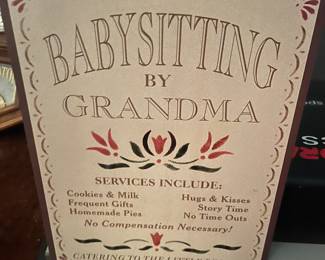 BABYSITTING
BY
GRANDMA
SERVICES INCLUDE:
Cookies & Milk
Frequent Gifts
Homemade Pies
Hugs & Kisses
Story Time
No Time Outs
No Compensation Necessary!
CATERING TO THE LITTLE